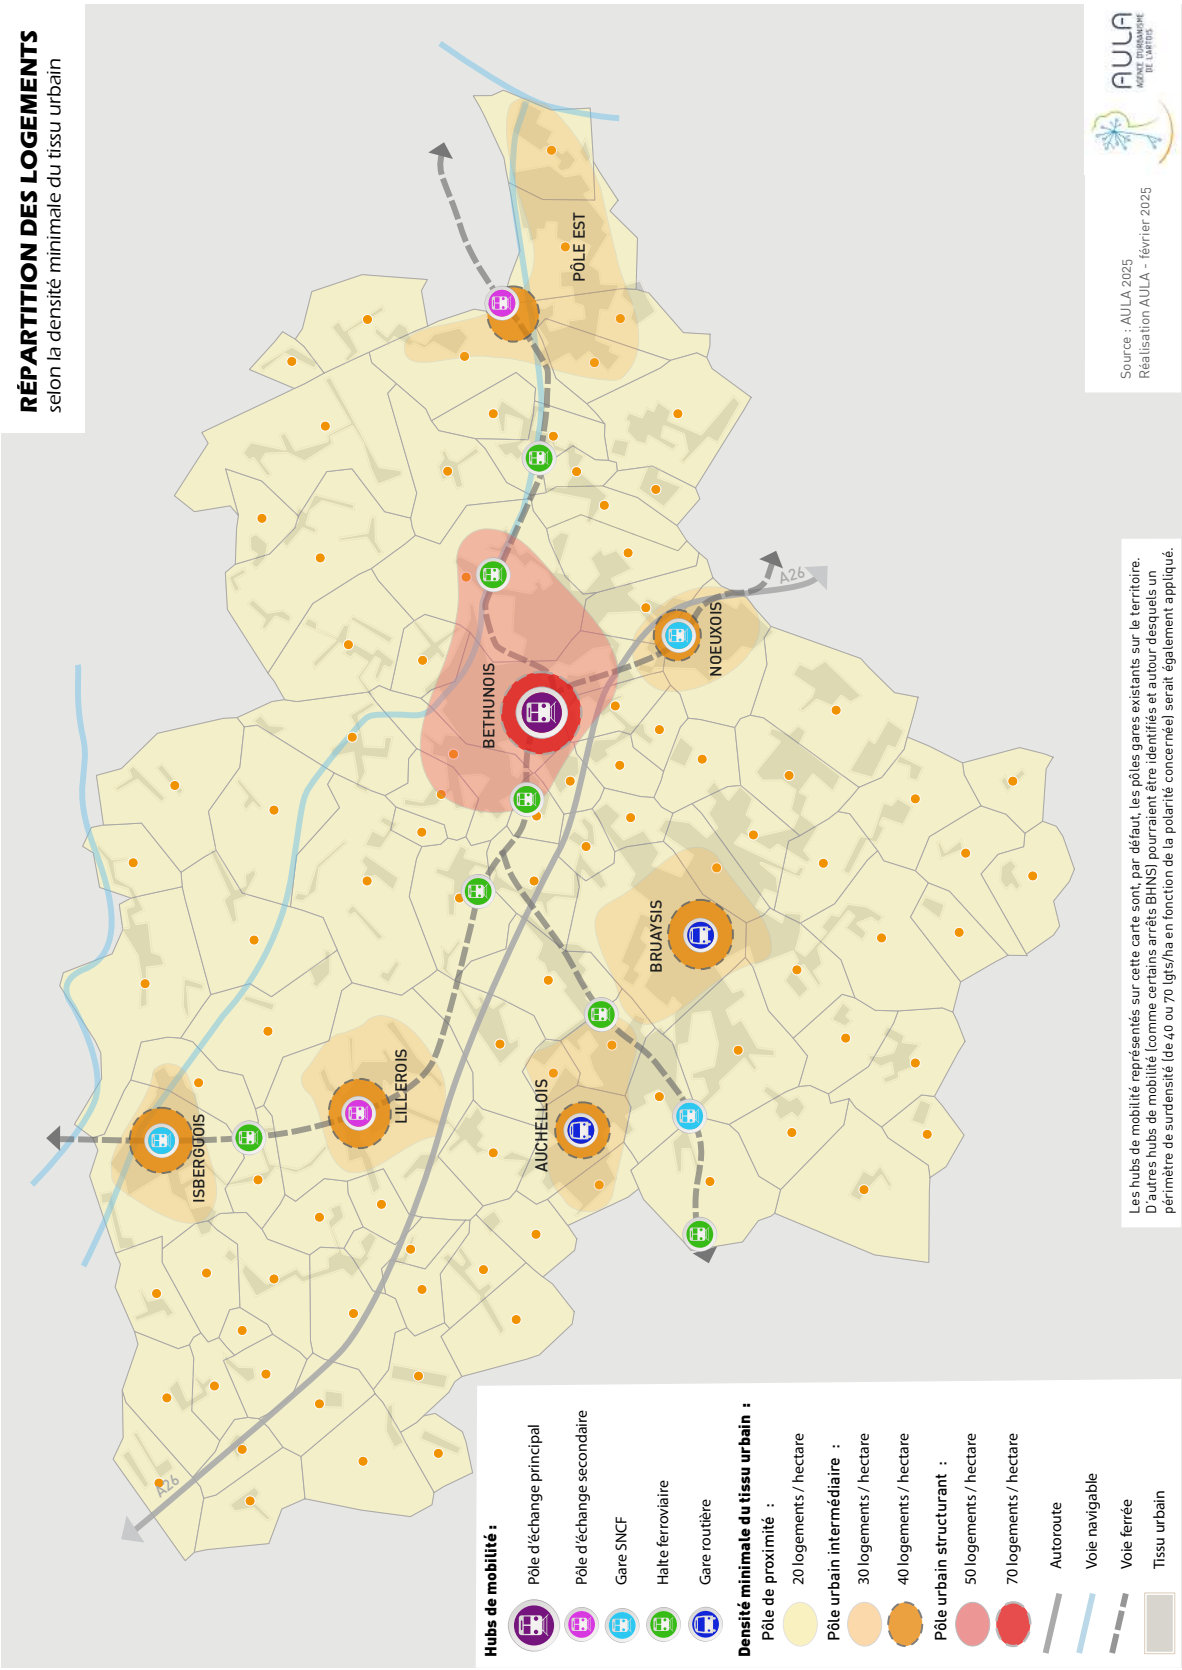 RÉPARTITION DES LOGEMENTS
selon la densité minimale du tissu urbain
AULA
AGENCE D'URBANISME
DE L'ARTOIS
Source : AULA 2025
Réalisation AULA - février 2025
PÔLE EST
BETHUNOIS
NOEUXOIS
A26
BRUAYSIS
AUCHELLOIS
LILLEROIS
ISBERGUOIS
A26
Hubs de mobilité :
Pôle d'échange principal
Pôle d'échange secondaire
Gare SNCF
Halte ferroviaire
Gare routière
Densité minimale du tissu urbain :
Pôle de proximité :
20 logements / hectare
Pôle urbain intermédiaire :
30 logements / hectare
40 logements / hectare
Pôle urbain structurant :
50 logements / hectare
70 logements / hectare
Autoroute
Voie navigable
Voie ferrée
Tissu urbain
Les hubs de mobilité représentés sur cette carte sont, par défaut, les pôles gares existants sur le territoire.
D'autres hubs de mobilité (comme certains arrêts BHNS) pourraient être identifiés et autour desquels un
périmètre de surdensité (de 40 ou 70 lgts/ha en fonction de la polarité concernée) serait également appliqué.